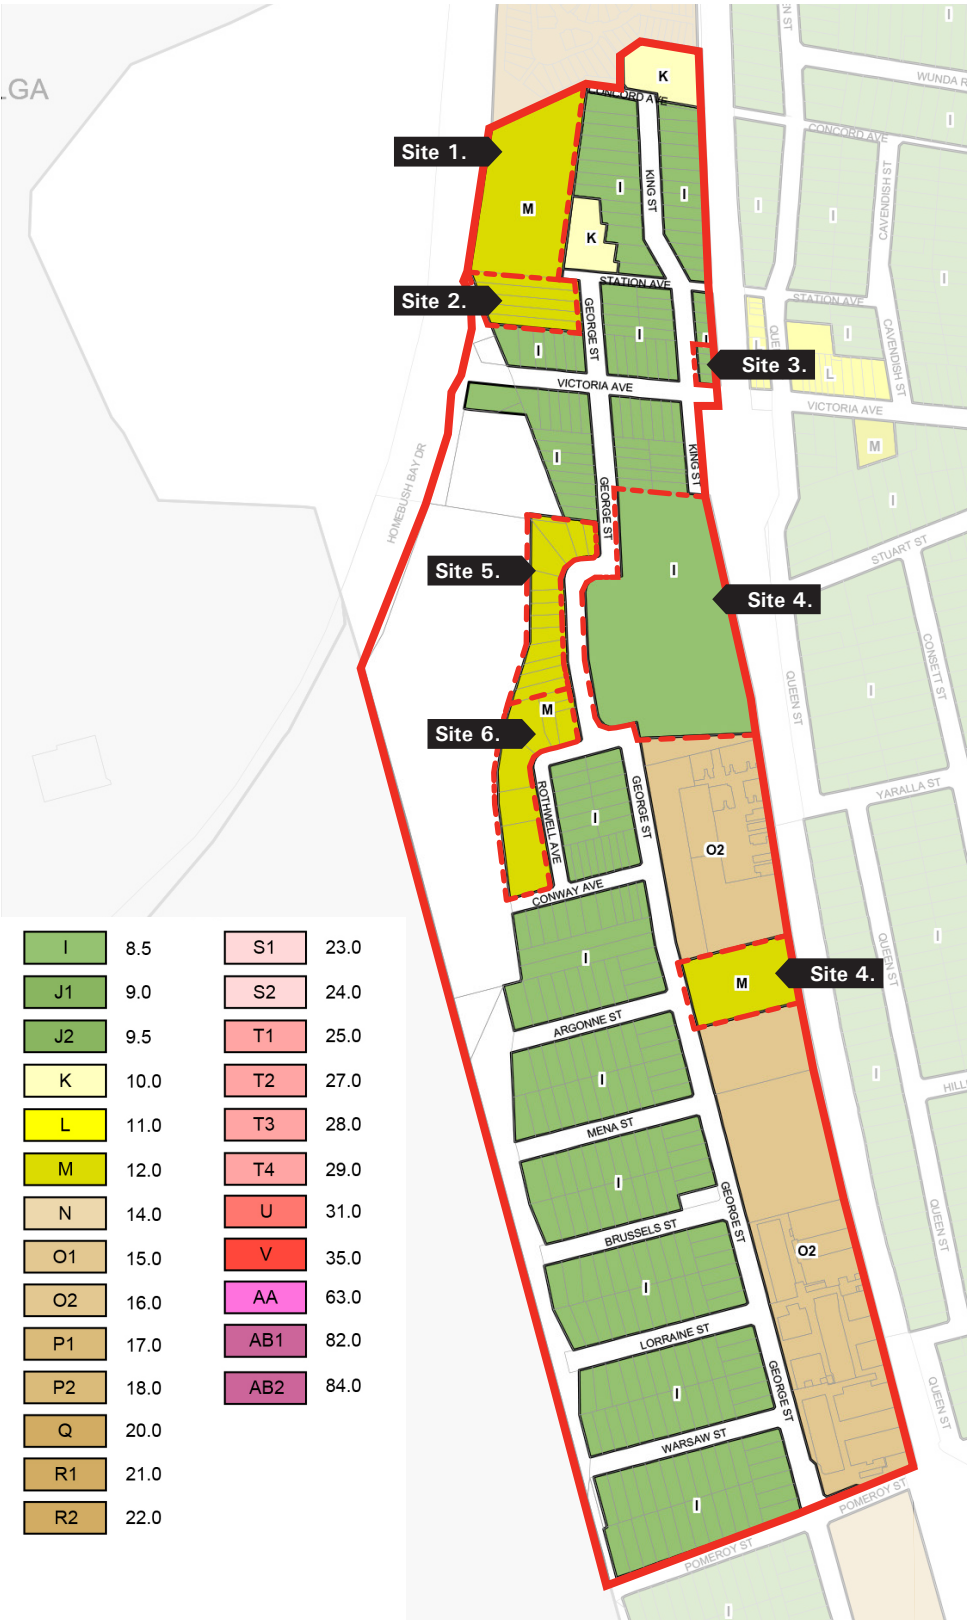 LGA
Site 1.
Site 2.
Site 3.
Site 4.
Site 5.
Site 6.
Site 4.
K
CONCORD AVE
M
I
I
KING ST
K
STATION AVE
GEORGE ST
I
I
I
VICTORIA AVE
I
I
KING ST
GEORGE ST
I
M
ROTHWELL AVE
I
GEORGE ST
O2
CONWAY AVE
I
M
ARGONNE ST
I
MENA ST
I
GEORGE ST
BRUSSELS ST
I
O2
LORRAINE ST
I
GEORGE ST
WARSAW ST
I
POMEROY ST
POMEROY ST
I
HOMEBUSH BAY DR
I
WUNDA R
I
CONCORD AVE
I
I
CAVENDISH ST
I
STATION AVE
I
L
QUE
L
CAVENDISH ST
VICTORIA AVE
M
I
STUART ST
QUEEN ST
I
CONSETT ST
YARALLA ST
I
QUEEN ST
I
HILL
QUEEN ST
QUEEN ST
I 8.5
J1 9.0
J2 9.5
K 10.0
L 11.0
M 12.0
N 14.0
O1 15.0
O2 16.0
P1 17.0
P2 18.0
Q 20.0
R1 21.0
R2 22.0
S1 23.0
S2 24.0
T1 25.0
T2 27.0
T3 28.0
T4 29.0
U 31.0
V 35.0
AA 63.0
AB1 82.0
AB2 84.0